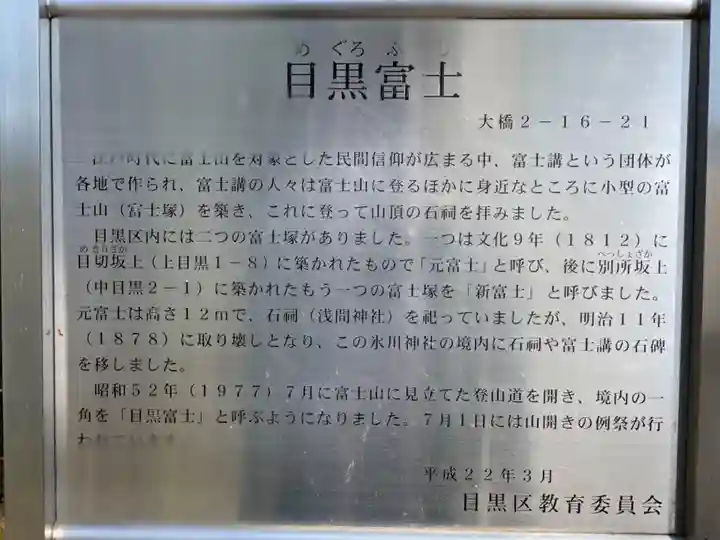 めぐろふじ
目黒富士
大橋２－１６－２１
江戸時代に富士山を対象とした民間信仰が広まる中、富士講という団体が
各地で作られ、富士講の人々は富士山に登るほかに身近なところに小型の富
士山（富士塚）を築き、これに登って山頂の石祠を拝みました。
目黒区内には二つの富士塚がありました。一つは文化９年（１８１２）に
めきりざか べっしょざか
目切坂上（上目黒１－８）に築かれたもので「元富士」と呼び、後に別所坂上
（中目黒２－１）に築かれたもう一つの富士塚を「新富士」と呼びました。
元富士は高さ１２ｍで、石祠（浅間神社）を祀っていましたが、明治１１年
（１８７８）に取り壊しとなり、この氷川神社の境内に石祠や富士講の石碑
を移しました。
昭和５２年（１９７７）７月に富士山に見立てた登山道を開き、境内の一
角を「目黒富士」と呼ぶようになりました。７月１日には山開きの例祭が行
われています。
平成２２年３月
目黒区教育委員会